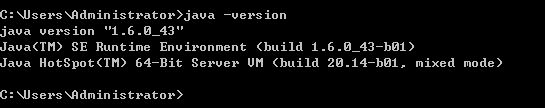 C:\Users\Administrator>java -version
java version "1.6.0_43"
Java(TM) SE Runtime Environment (build 1.6.0_43-b01)
Java HotSpot(TM) 64-Bit Server VM (build 20.14-b01, mixed mode)
C:\Users\Administrator>